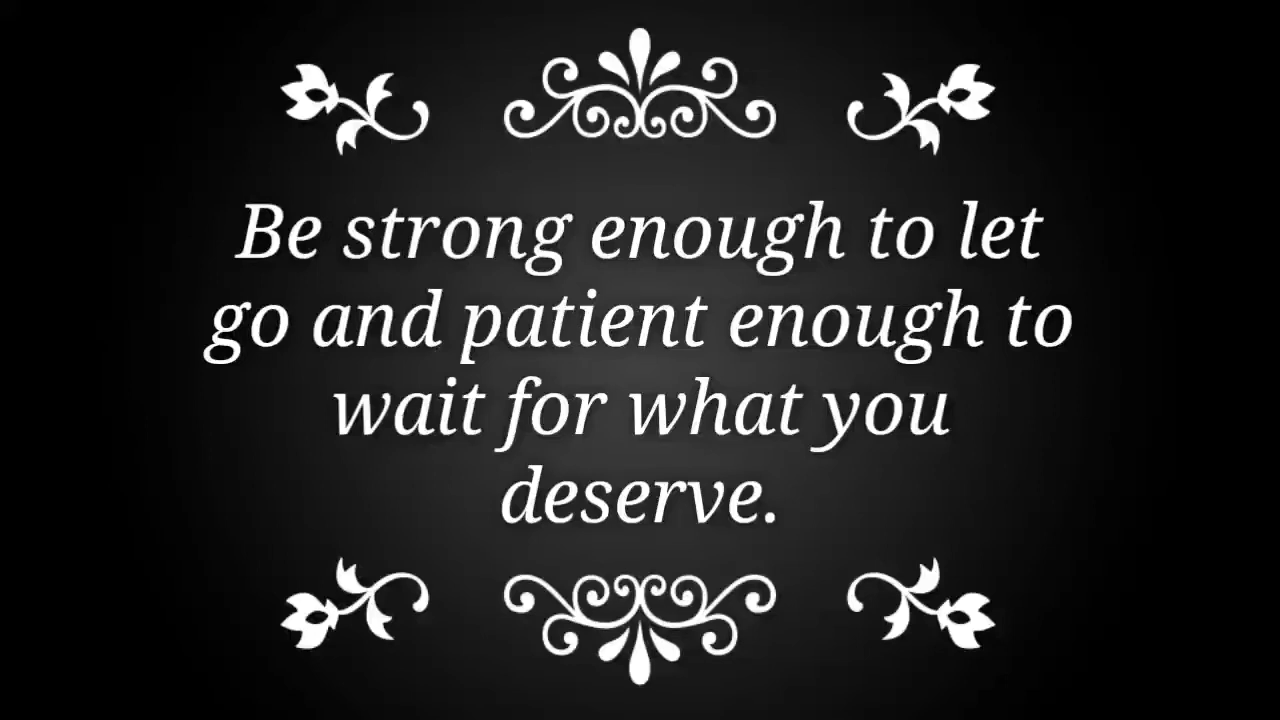 Be strong enough to let
go and patient enough to
wait for what you
deserve.